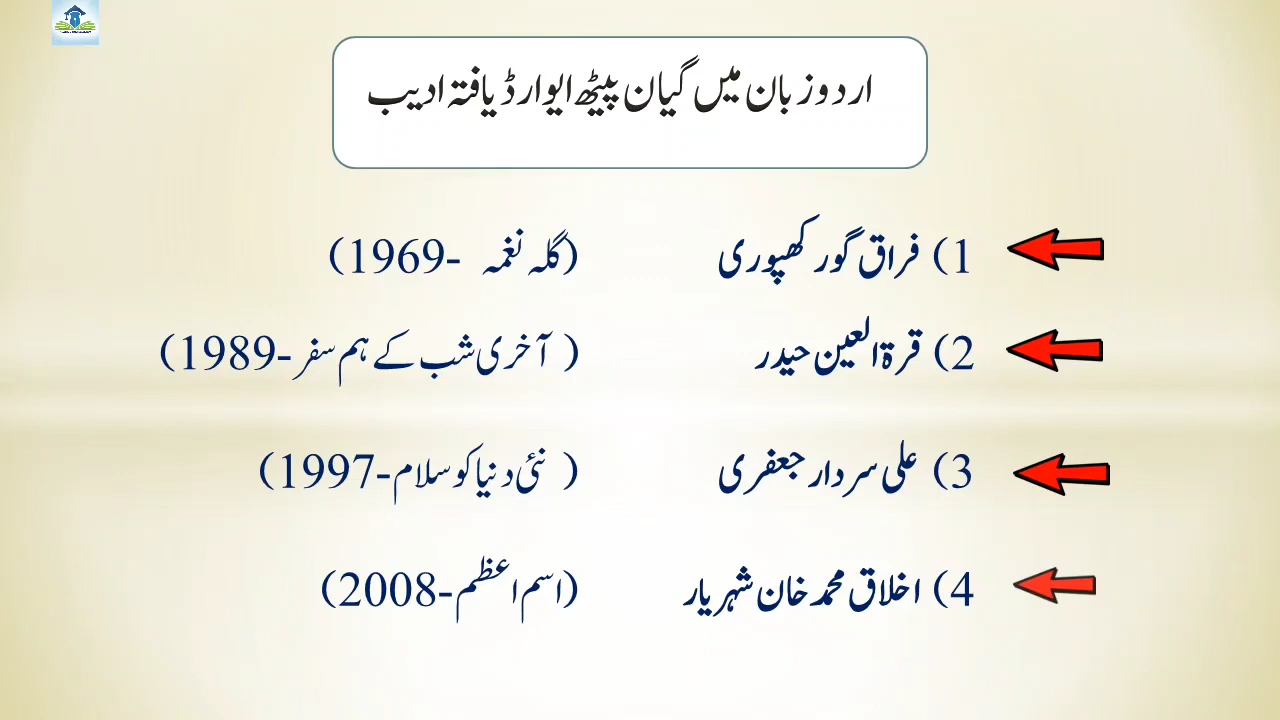 اردو زبان میں گیان پیٹھ ایوارڈ یافتہ ادیب
1) فراق گورکھپوری (گلہ نغمہ -1969)
2) قرۃ العین حیدر ( آخری شب کے ہم سفر -1989)
3) علی سردار جعفری ( نئی دنیا کو سلام -1997)
4) اخلاق محمد خان شہریار (اسم اعظم -2008)